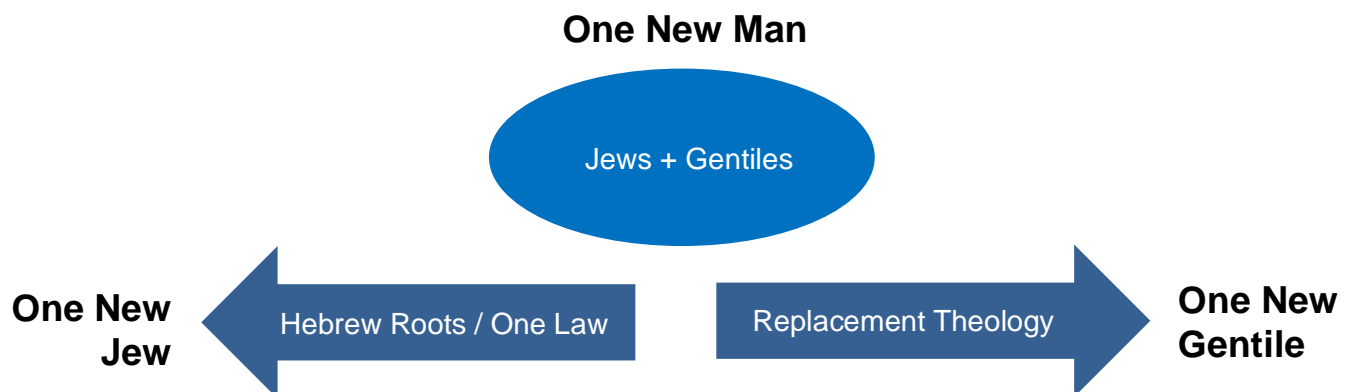 One New Man
Jews + Gentiles
One New
Jew
Hebrew Roots / One Law
Replacement Theology
One New
Gentile